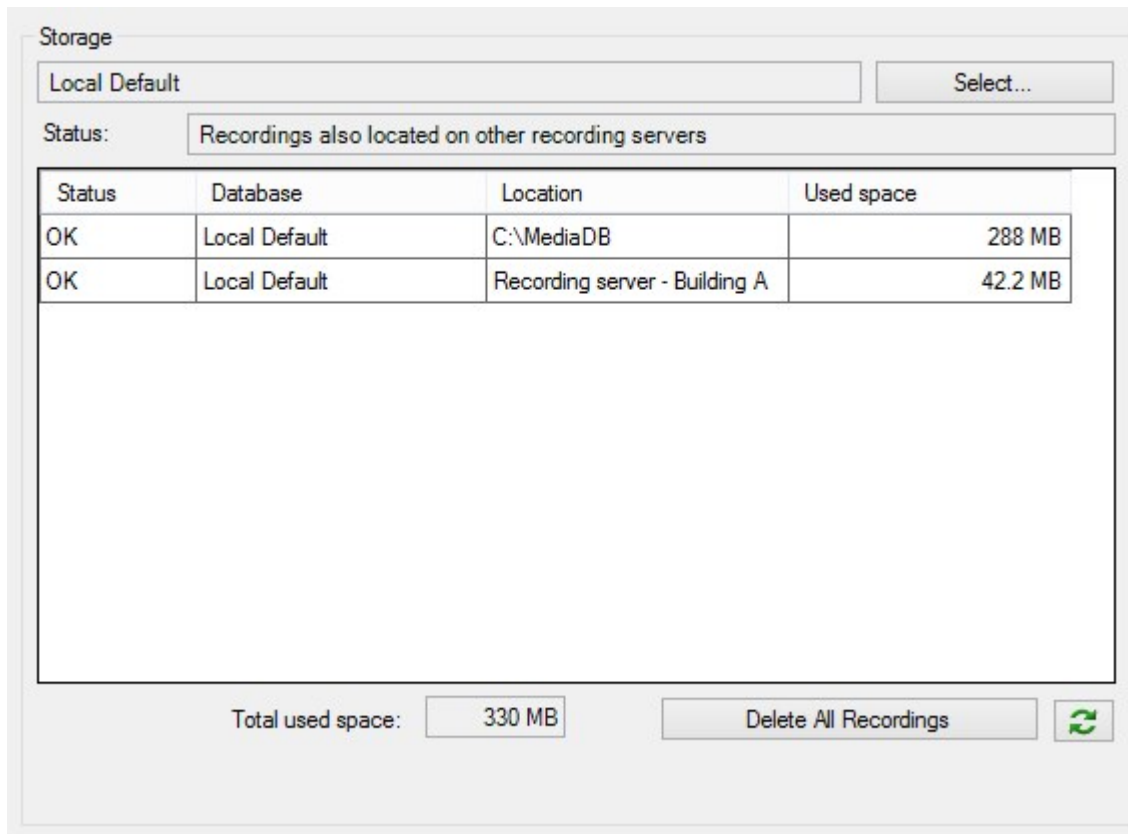 Storage
Local Default Select...
Status: Recordings also located on other recording servers
Status Database Location Used space
OK Local Default C:\MediaDB 288 MB
OK Local Default Recording server - Building A 42.2 MB
Total used space: 330 MB Delete All Recordings